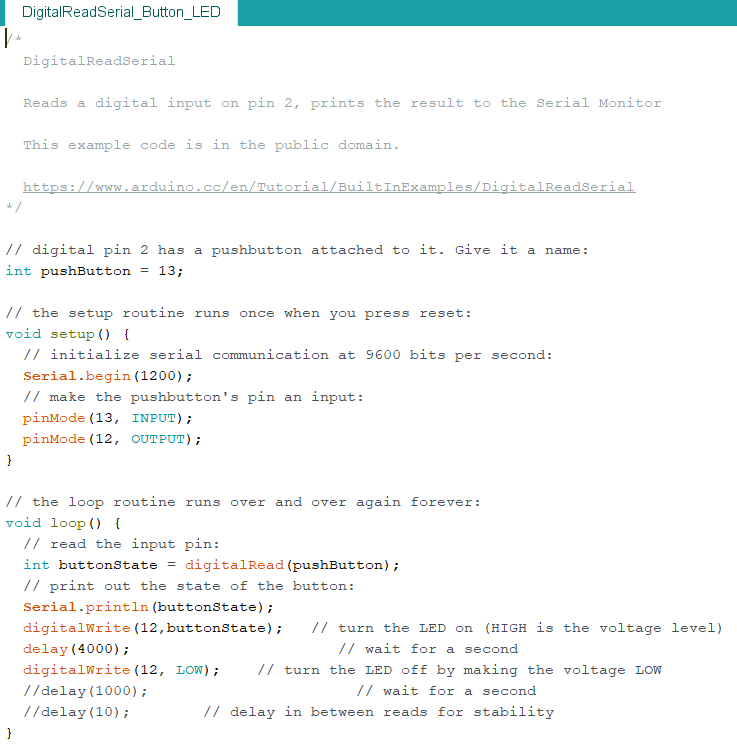 DigitalReadSerial_Button_LED
/*
  DigitalReadSerial

  Reads a digital input on pin 2, prints the result to the Serial Monitor

  This example code is in the public domain.

  https://www.arduino.cc/en/Tutorial/BuiltInExamples/DigitalReadSerial
*/

// digital pin 2 has a pushbutton attached to it. Give it a name:
int pushButton = 13;

// the setup routine runs once when you press reset:
void setup() {
  // initialize serial communication at 9600 bits per second:
  Serial.begin(1200);
  // make the pushbutton's pin an input:
  pinMode(13, INPUT);
  pinMode(12, OUTPUT);
}

// the loop routine runs over and over again forever:
void loop() {
  // read the input pin:
  int buttonState = digitalRead(pushButton);
  // print out the state of the button:
  Serial.println(buttonState);
  digitalWrite(12,buttonState);   // turn the LED on (HIGH is the voltage level)
  delay(4000);                       // wait for a second
  digitalWrite(12, LOW);    // turn the LED off by making the voltage LOW
  //delay(1000);                       // wait for a second
  //delay(10);        // delay in between reads for stability
}